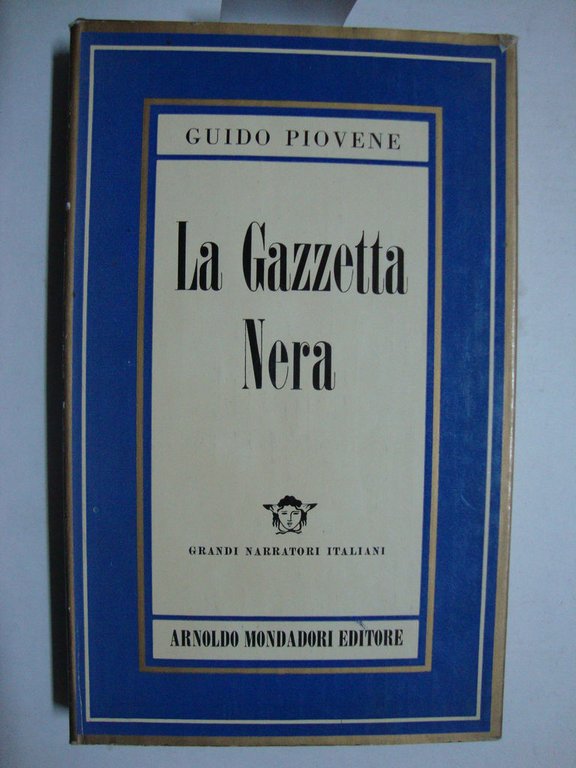 GUIDO PIOVENE
La Gazzetta
Nera
GRANDI NARRATORI ITALIANI
ARNOLDO MONDADORI EDITORE